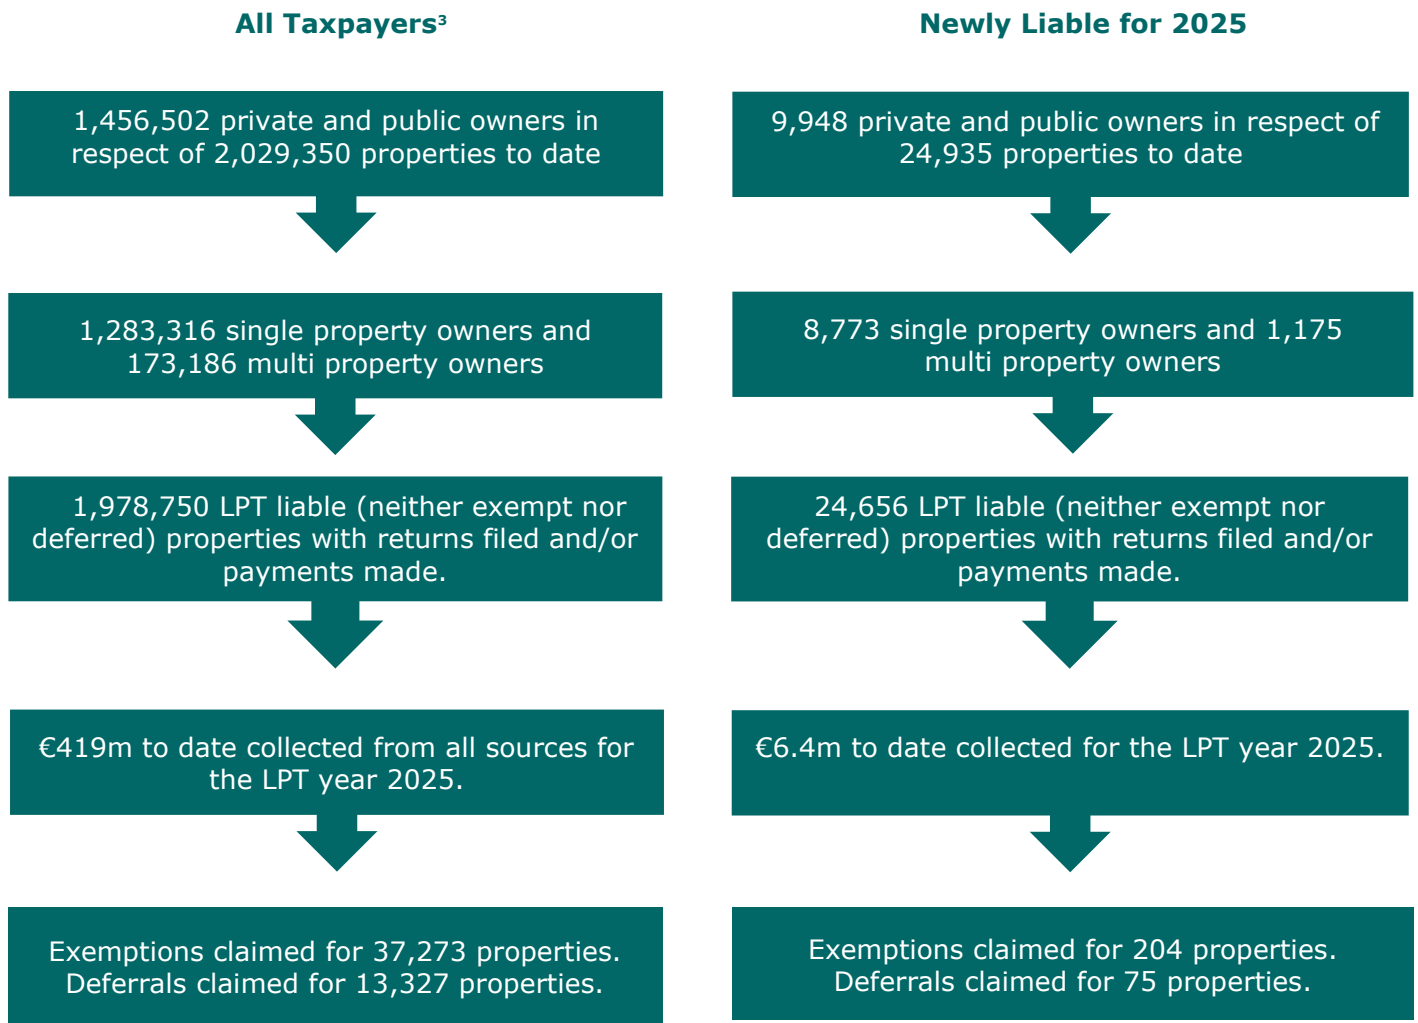 All Taxpayers³
1,456,502 private and public owners in
respect of 2,029,350 properties to date
1,283,316 single property owners and
173,186 multi property owners
1,978,750 LPT liable (neither exempt nor
deferred) properties with returns filed and/or
payments made.
€419m to date collected from all sources for
the LPT year 2025.
Exemptions claimed for 37,273 properties.
Deferrals claimed for 13,327 properties.
Newly Liable for 2025
9,948 private and public owners in respect of
24,935 properties to date
8,773 single property owners and 1,175
multi property owners
24,656 LPT liable (neither exempt nor
deferred) properties with returns filed and/or
payments made.
€6.4m to date collected for the LPT year 2025.
Exemptions claimed for 204 properties.
Deferrals claimed for 75 properties.